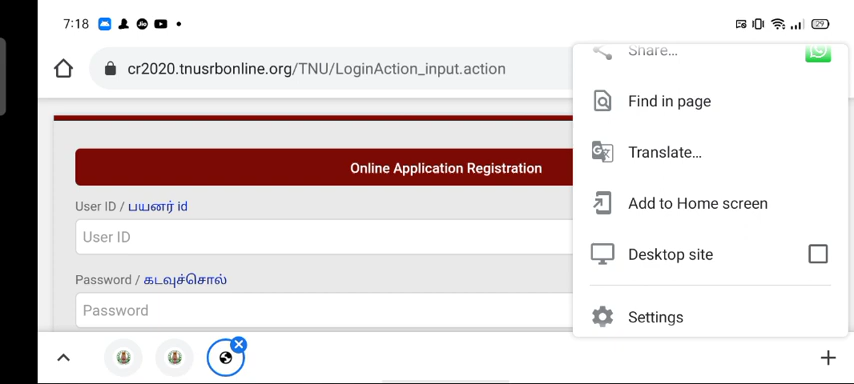 7:18
29
cr2020.tnusrbonline.org/TNU/LoginAction_input.action
Share...
Find in page
Translate...
Add to Home screen
Desktop site
Settings
Online Application Registration
User ID / பயனர் id
User ID
Password / கடவுச்சொல்
Password